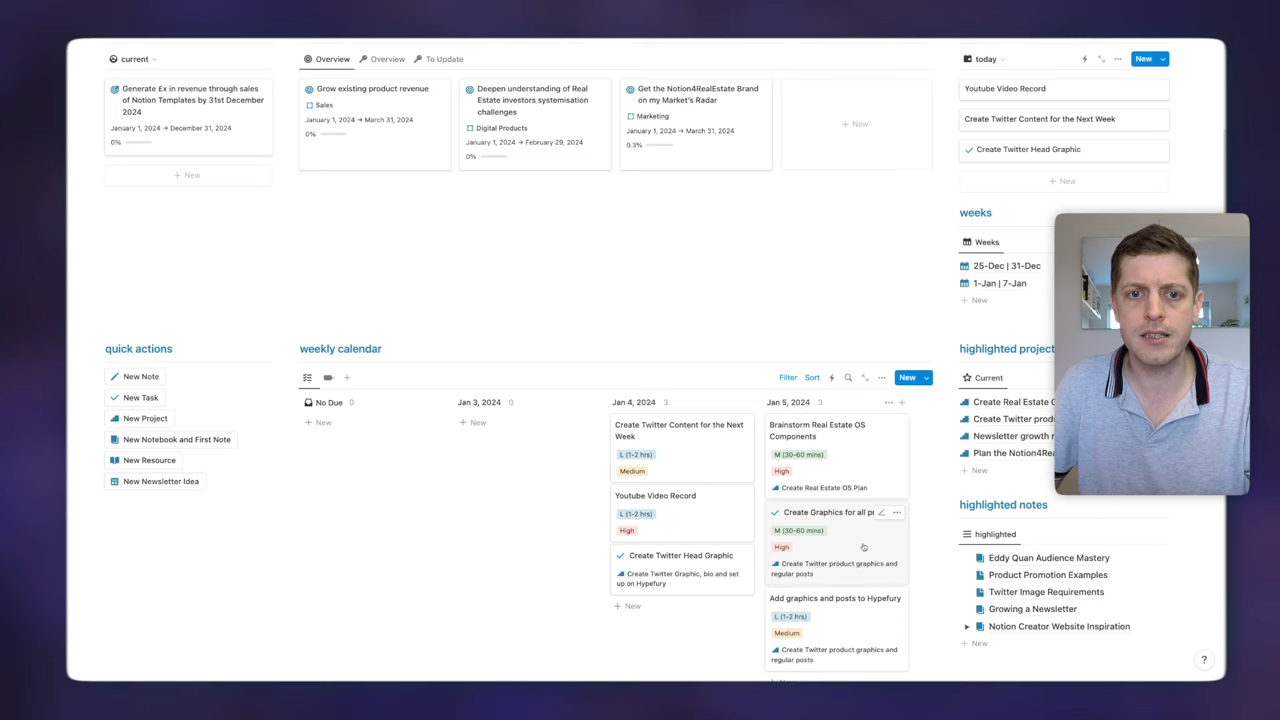 current
Generate Ex in revenue through sales
of Notion Templates by 31st December
2024
January 1, 2024 → December 31, 2024
0%
New
Overview
Overview
To Update
Grow existing product revenue
Sales
January 1, 2024 → March 31, 2024
0%
Deepen understanding of Real
Estate investors systemisation
challenges
Digital Products
January 1, 2024 → February 29, 2024
0%
Get the Notion4RealEstate Brand
on my Market's Radar
Marketing
January 1, 2024 → March 31, 2024
0.3%
New
today
New
Youtube Video Record
Create Twitter Content for the Next Week
Create Twitter Head Graphic
New
weeks
Weeks
25-Dec | 31-Dec
1-Jan | 7-Jan
New
quick actions
New Note
New Task
New Project
New Notebook and First Note
New Resource
New Newsletter Idea
weekly calendar
Filter
Sort
New
No Due 0
New
Jan 3, 2024 0
New
Jan 4, 2024 3
Create Twitter Content for the Next
Week
L (1-2 hrs)
Medium
Youtube Video Record
L (1-2 hrs)
High
Create Twitter Head Graphic
Create Twitter Graphic, bio and set
up on Hypefury
New
Jan 5, 2024 3
Brainstorm Real Estate OS
Components
M (30-60 mins)
High
Create Real Estate OS Plan
Create Graphics for all pr
M (30-60 mins)
High
Create Twitter product graphics and
regular posts
Add graphics and posts to Hypefury
L (1-2 hrs)
Medium
Create Twitter product graphics and
regular posts
highlighted project
Current
Create Real Estate
Create Twitter prod
Newsletter growth
Plan the Notion4Re
New
highlighted notes
highlighted
Eddy Quan Audience Mastery
Product Promotion Examples
Twitter Image Requirements
Growing a Newsletter
Notion Creator Website Inspiration
New
?